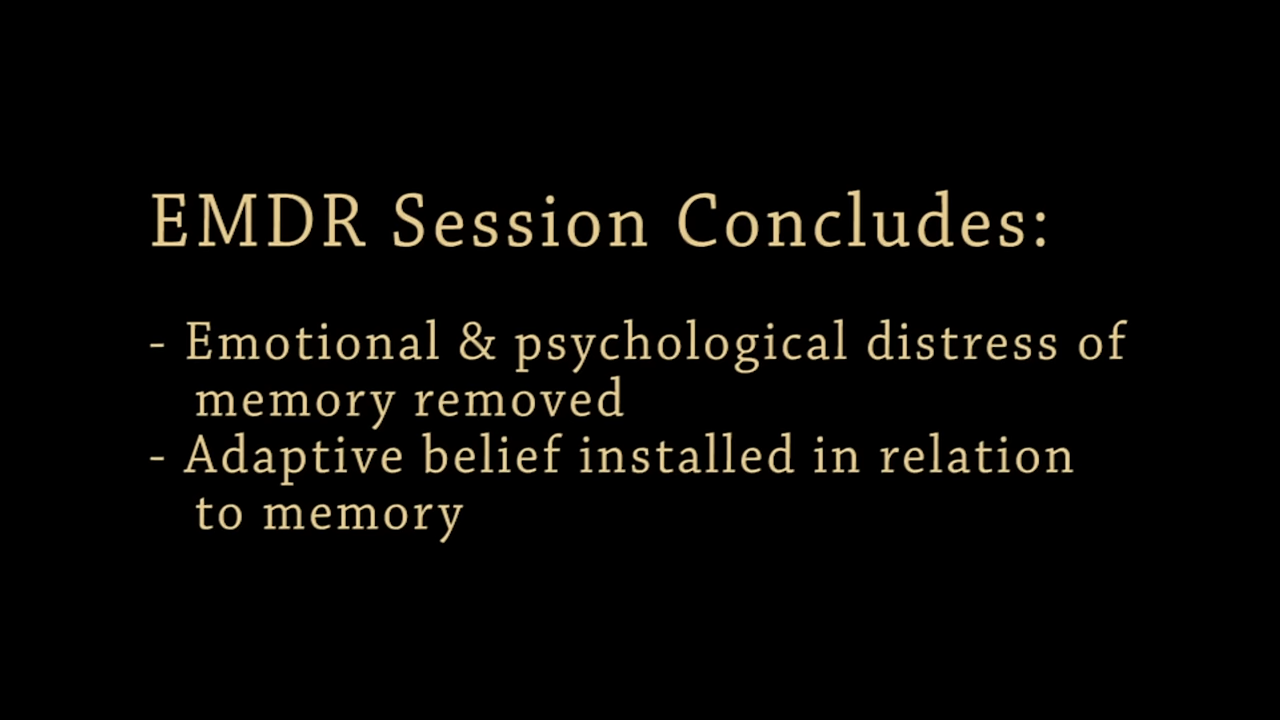 EMDR Session Concludes:
- Emotional & psychological distress of
memory removed
- Adaptive belief installed in relation
to memory